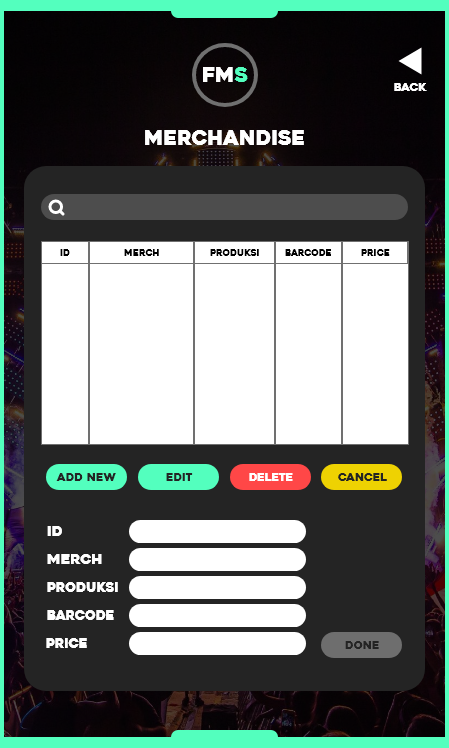 FMS
BACK
MERCHANDISE
ID MERCH PRODUKSI BARCODE PRICE
ADD NEW EDIT DELETE CANCEL
ID
MERCH
PRODUKSI
BARCODE
PRICE DONE